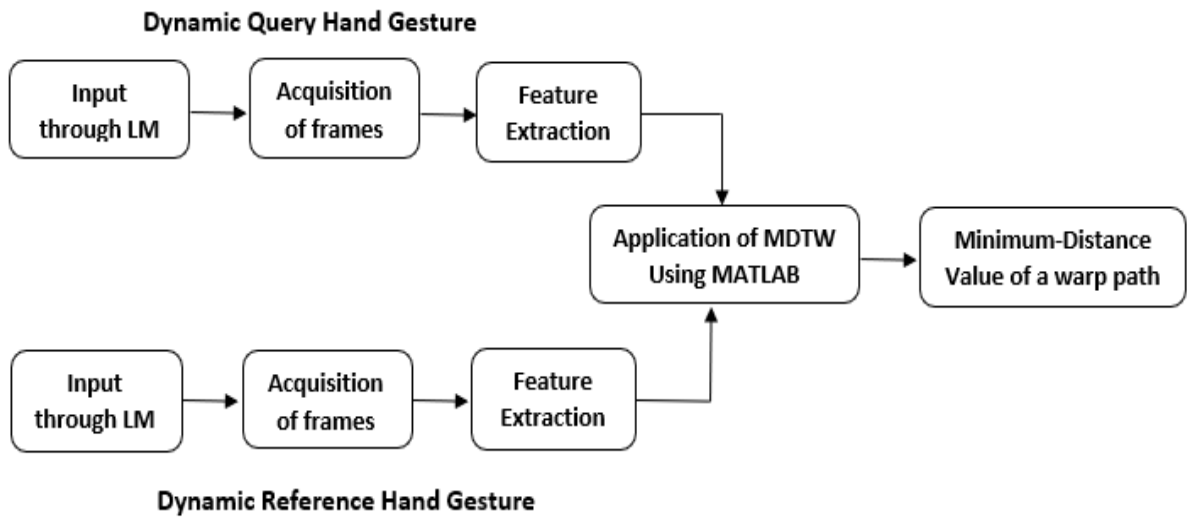 Dynamic Query Hand Gesture
Input
through LM
Acquisition
of frames
Feature
Extraction
Application of MDTW
Using MATLAB
Minimum-Distance
Value of a warp path
Input
through LM
Acquisition
of frames
Feature
Extraction
Dynamic Reference Hand Gesture